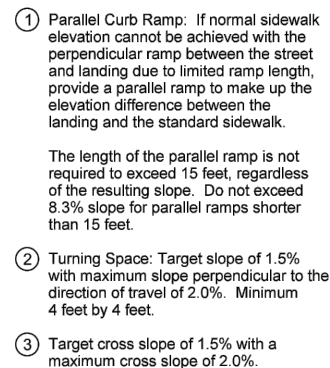 1 Parallel Curb Ramp: If normal sidewalk
elevation cannot be achieved with the
perpendicular ramp between the street
and landing due to limited ramp length,
provide a parallel ramp to make up the
elevation difference between the
landing and the standard sidewalk.
The length of the parallel ramp is not
required to exceed 15 feet, regardless
of the resulting slope. Do not exceed
8.3% slope for parallel ramps shorter
than 15 feet.
2 Turning Space: Target slope of 1.5%
with maximum slope perpendicular to the
direction of travel of 2.0%. Minimum
4 feet by 4 feet.
3 Target cross slope of 1.5% with a
maximum cross slope of 2.0%.